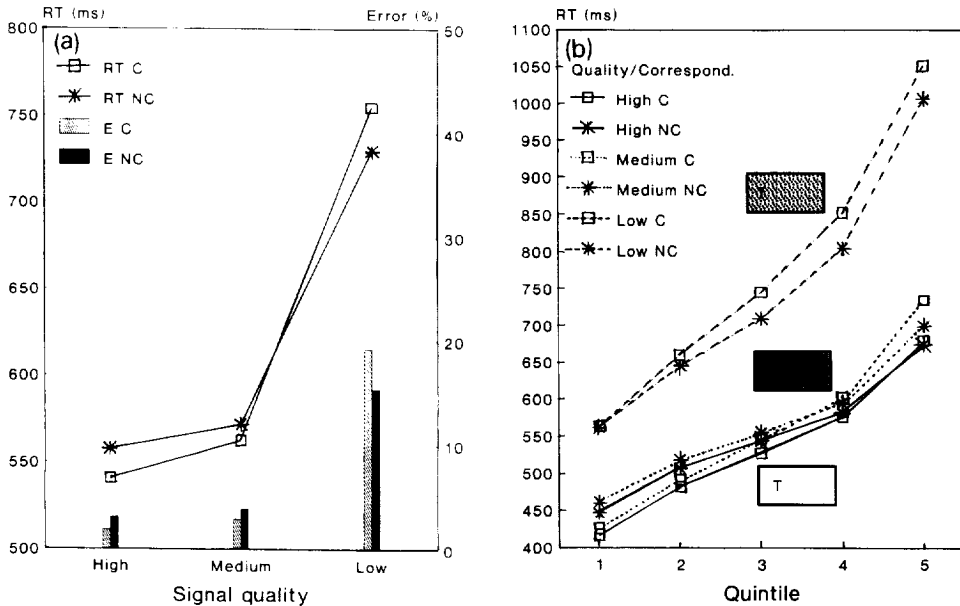 RT (ms)
Error (%)
(a)
RT C
RT NC
E C
E NC
800
750
700
650
600
550
500
50
40
30
20
10
0
High
Medium
Low
Signal quality
RT (ms)
(b)
Quality/Correspond.
High C
High NC
Medium C
Medium NC
Low C
Low NC
1100
1050
1000
950
900
850
800
750
700
650
600
550
500
450
400
T
T
1
2
3
4
5
Quintile